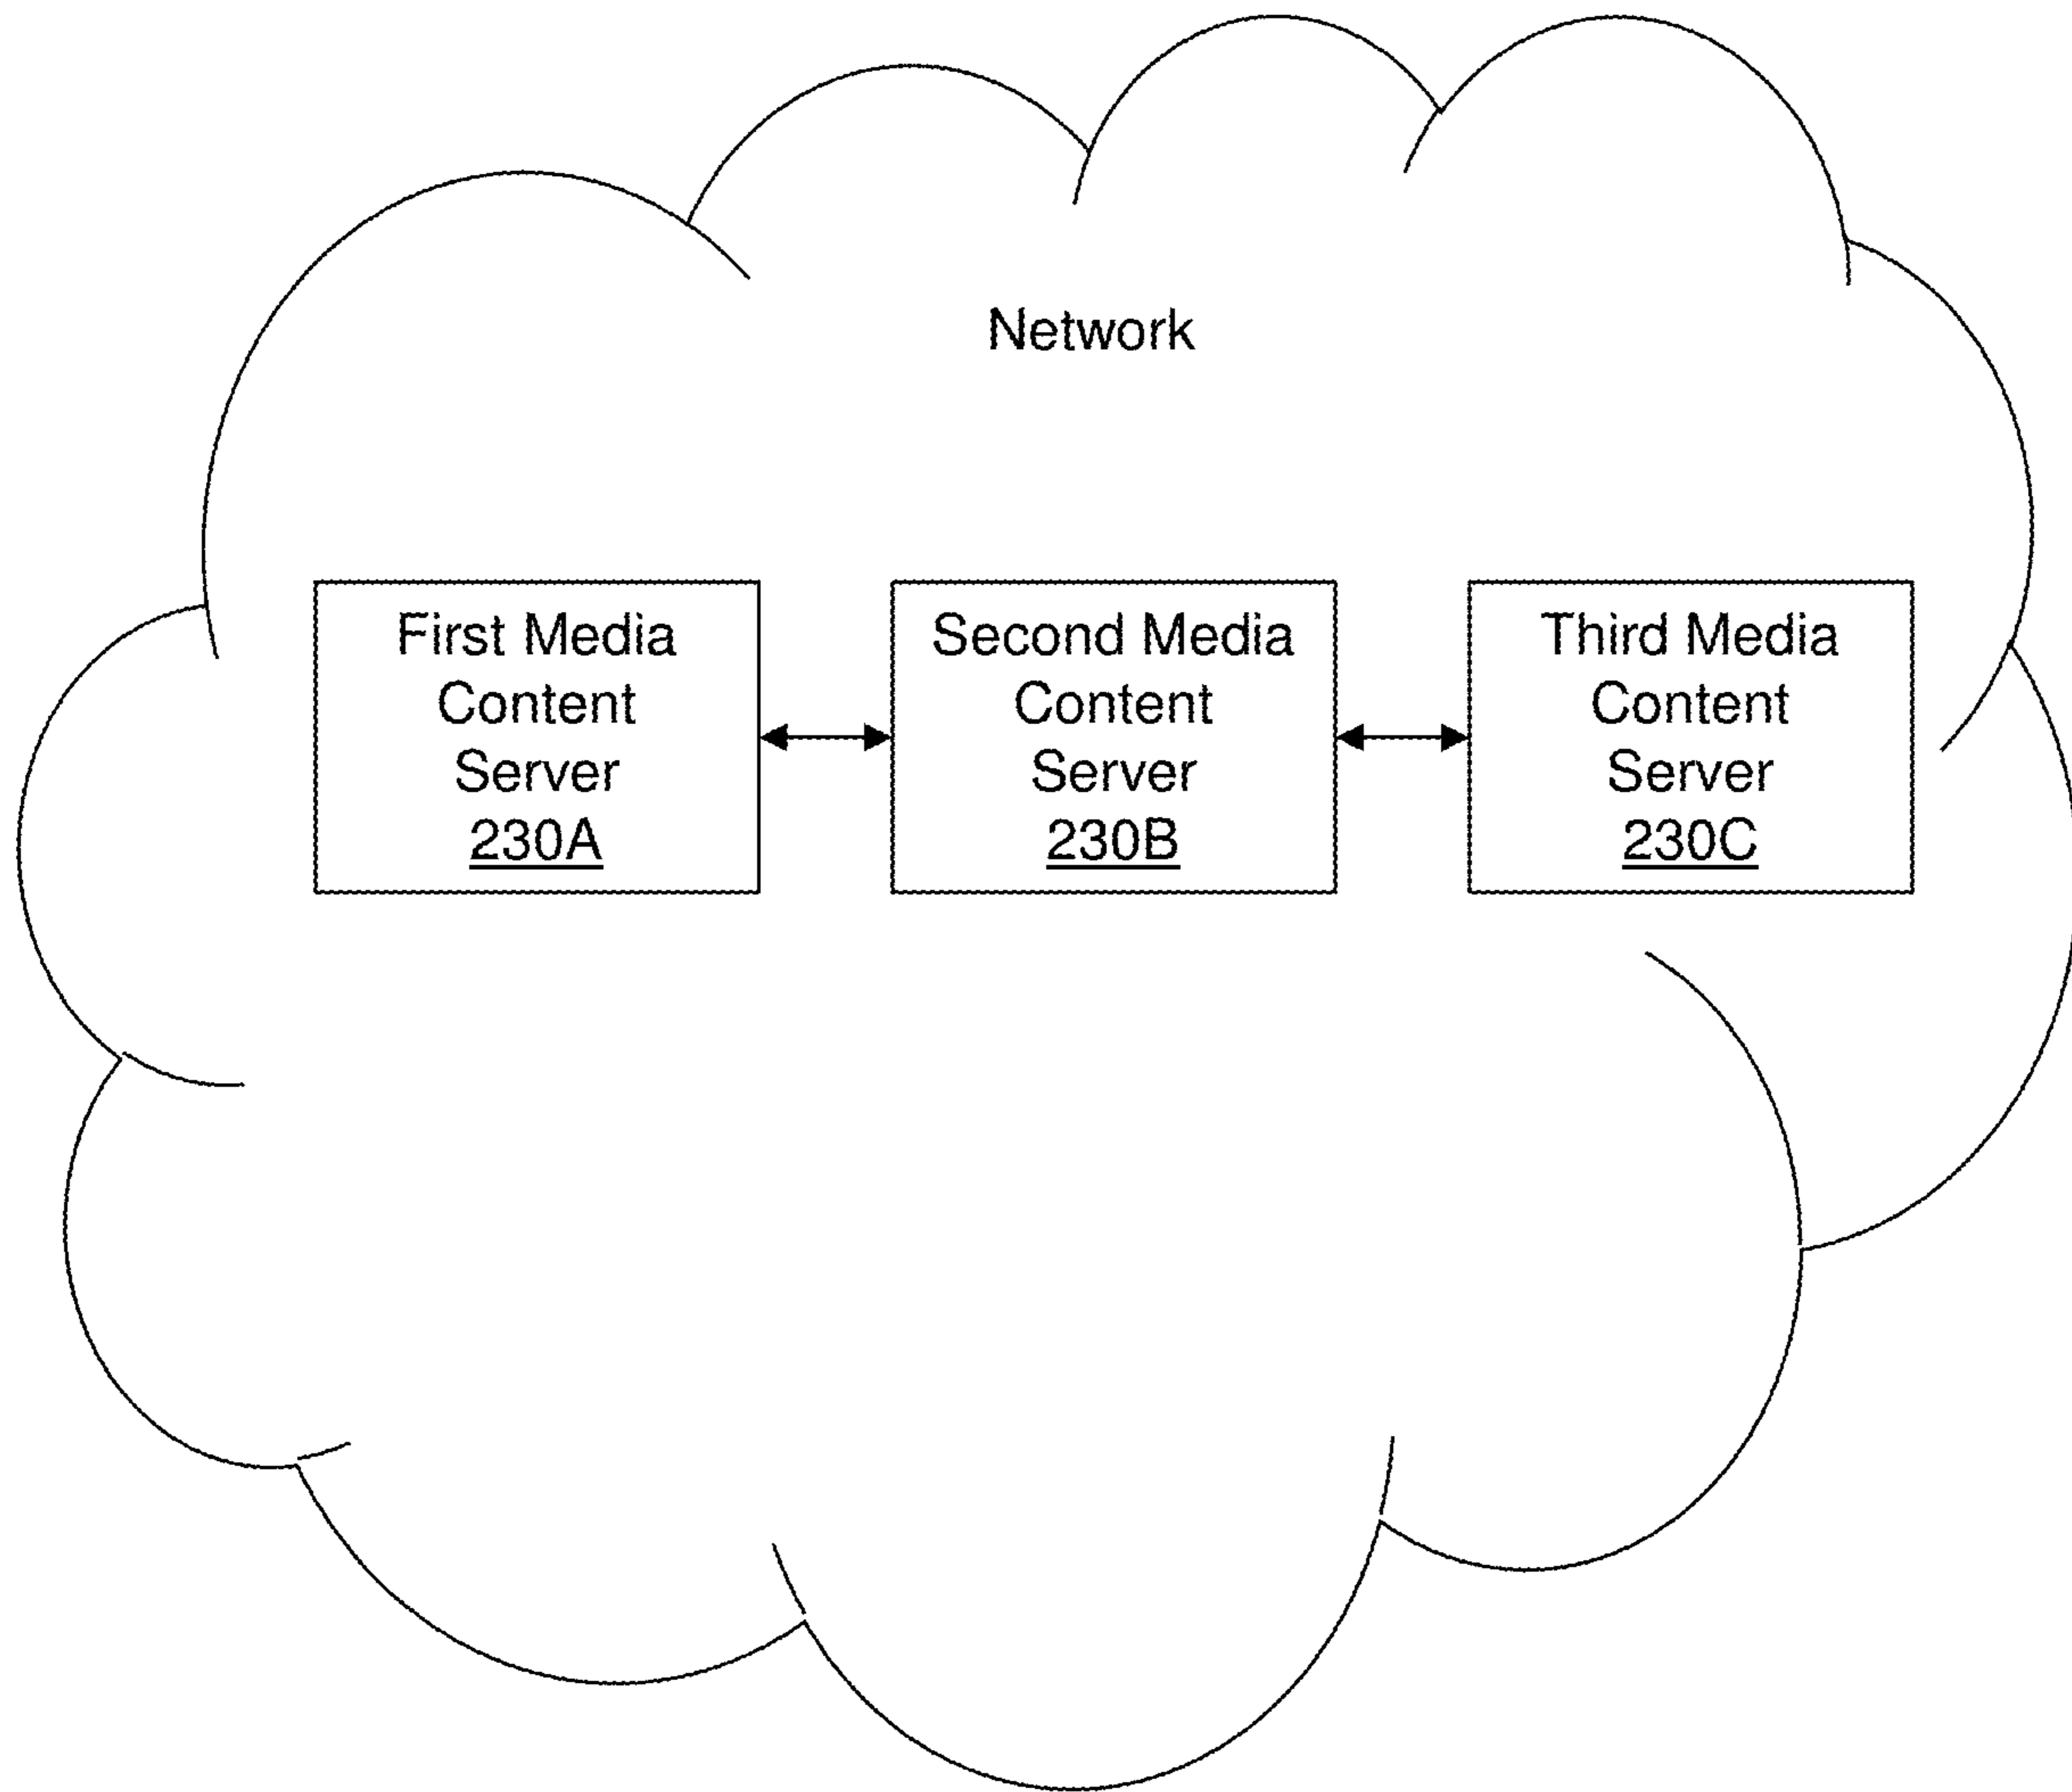 Network
First Media
Content
Server
230A
Second Media
Content
Server
230B
Third Media
Content
Server
230C